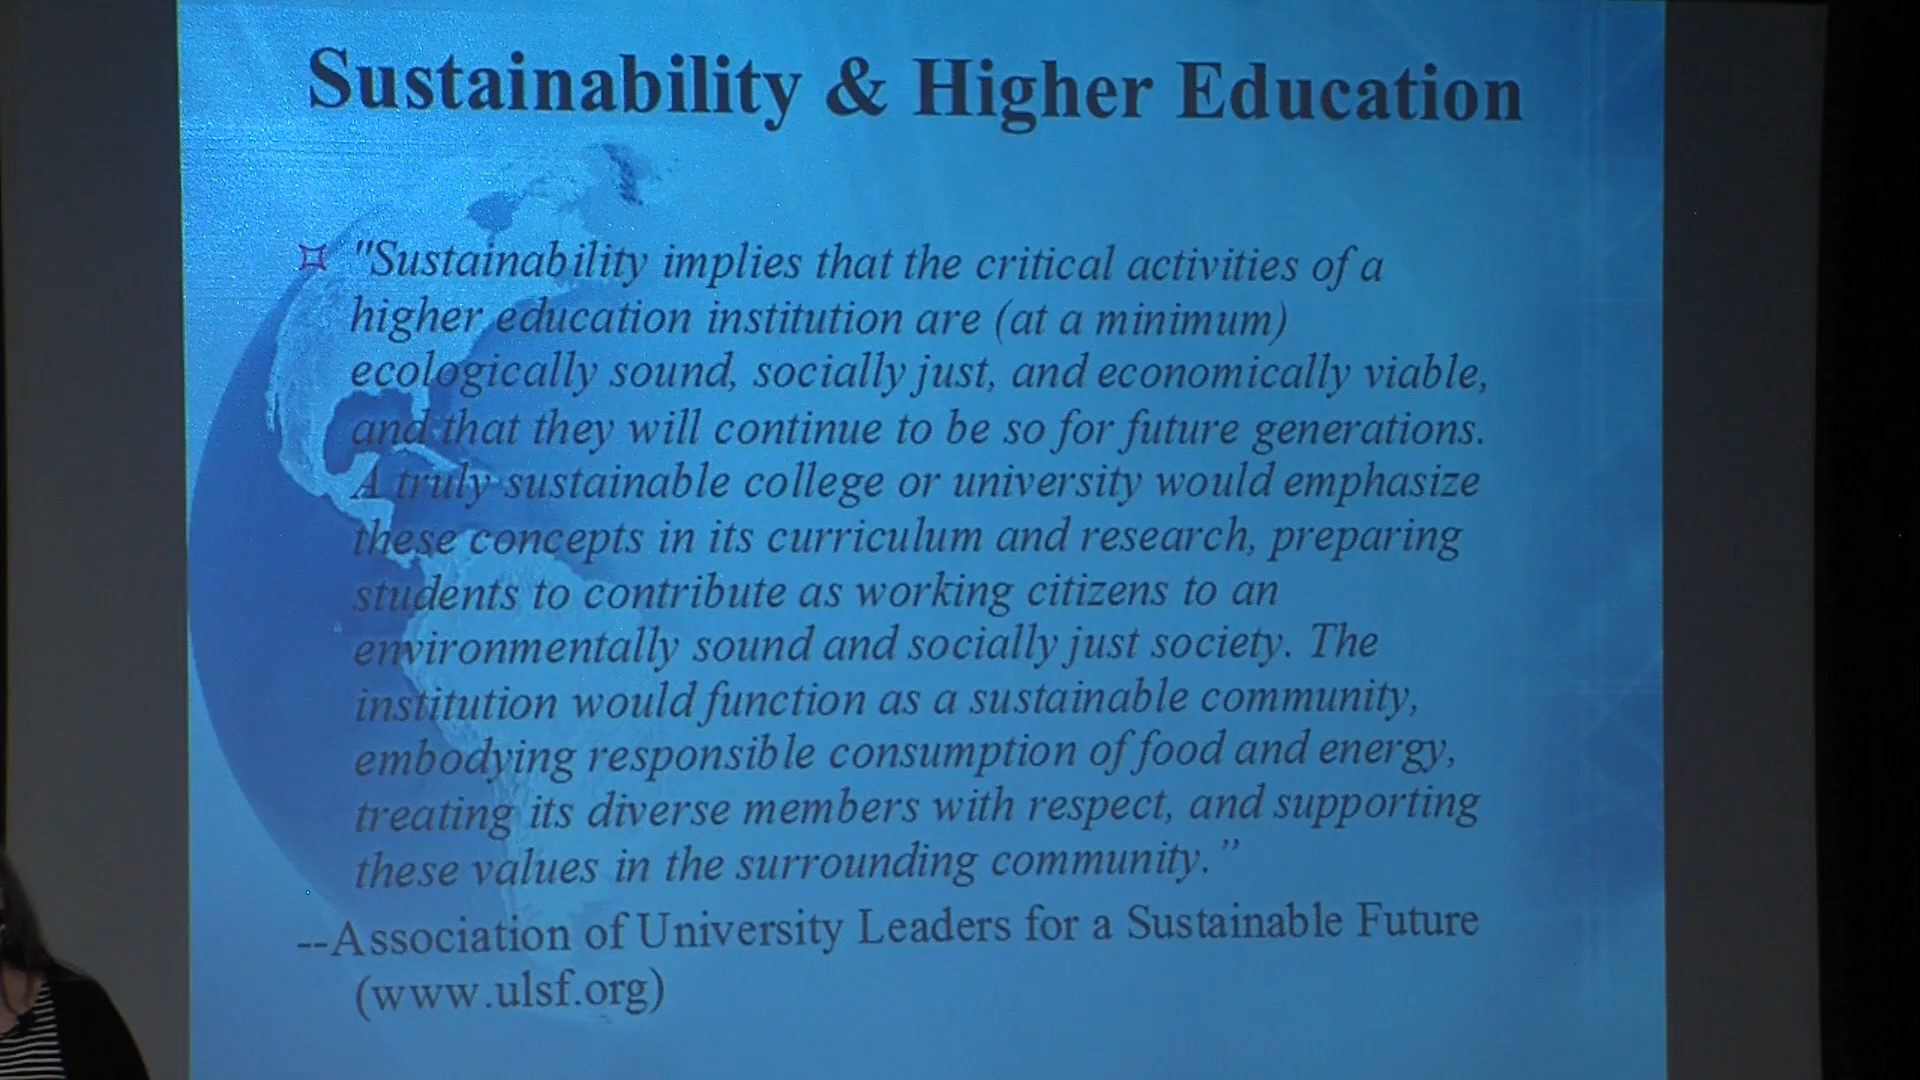 Sustainability & Higher Education
"Sustainability implies that the critical activities of a
higher education institution are (at a minimum)
ecologically sound, socially just, and economically viable,
and that they will continue to be so for future generations.
A truly sustainable college or university would emphasize
these concepts in its curriculum and research, preparing
students to contribute as working citizens to an
environmentally sound and socially just society. The
institution would function as a sustainable community,
embodying responsible consumption of food and energy,
treating its diverse members with respect, and supporting
these values in the surrounding community.”
--Association of University Leaders for a Sustainable Future
(www.ulsf.org)